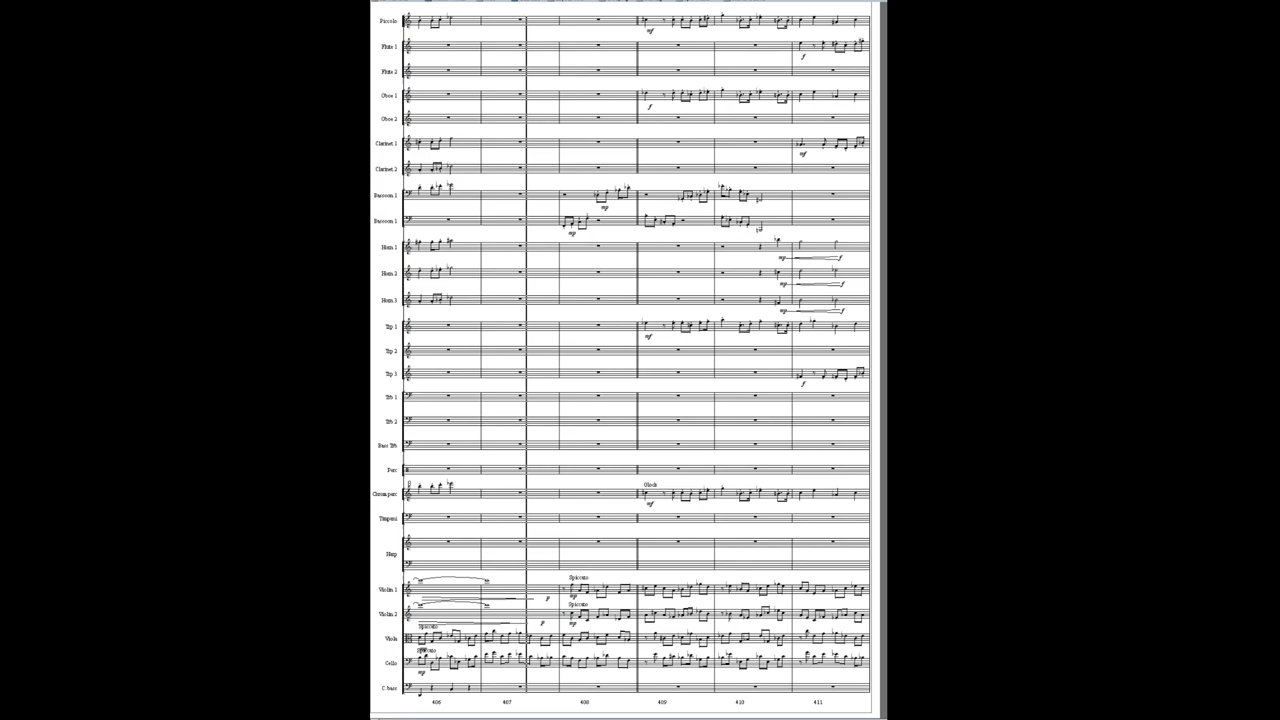 Piccolo
mf
Flute 1
f
Flute 2
Oboe 1
f
Oboe 2
Clarinet 1
mf
Clarinet 2
Bassoon 1
mp
Bassoon 1
mp
Horn 1
mp f
Horn 2
mp f
Horn 3
mp f
Trp 1
mf
Trp 2
Trp 3
f
Trb 1
Trb 2
Bass Trb
Perc
Glock
Chrom.perc
mf
Timpani
Harp
Spiccato
Violin 1
p mp
Spiccato
Violin 2
p mp
Spiccato
Viola
Spiccato
Cello
mp
C. bass
406 407 408 409 410 411